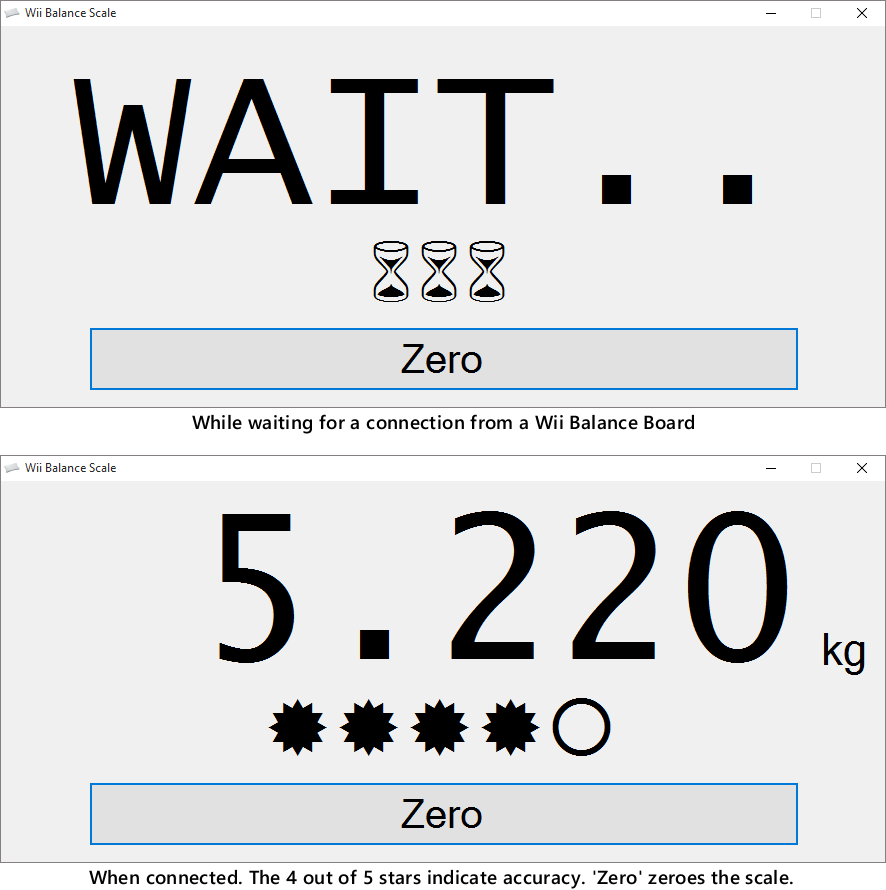 Wii Balance Scale
WAIT..
⌛⌛⌛
Zero
While waiting for a connection from a Wii Balance Board
Wii Balance Scale
5.220 kg
Zero
When connected. The 4 out of 5 stars indicate accuracy. 'Zero' zeroes the scale.